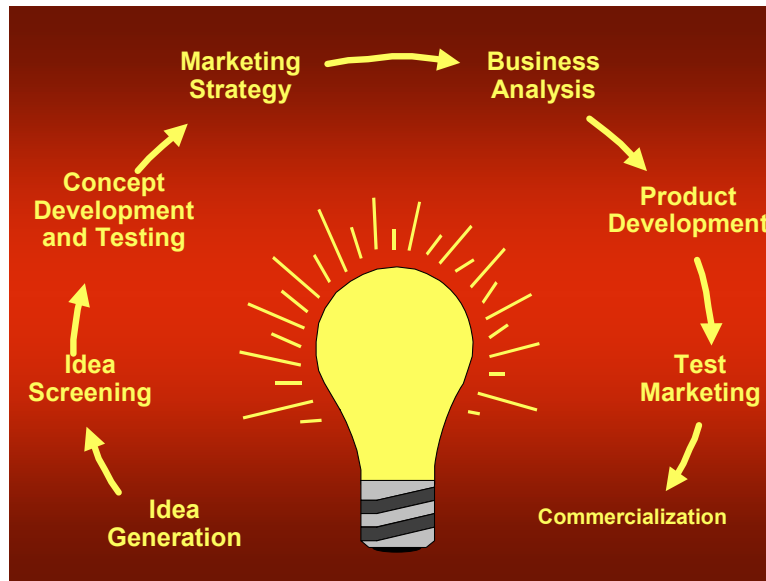 Marketing
Strategy
Business
Analysis
Concept
Development
and Testing
Product
Development
Idea
Screening
Test
Marketing
Idea
Generation
Commercialization